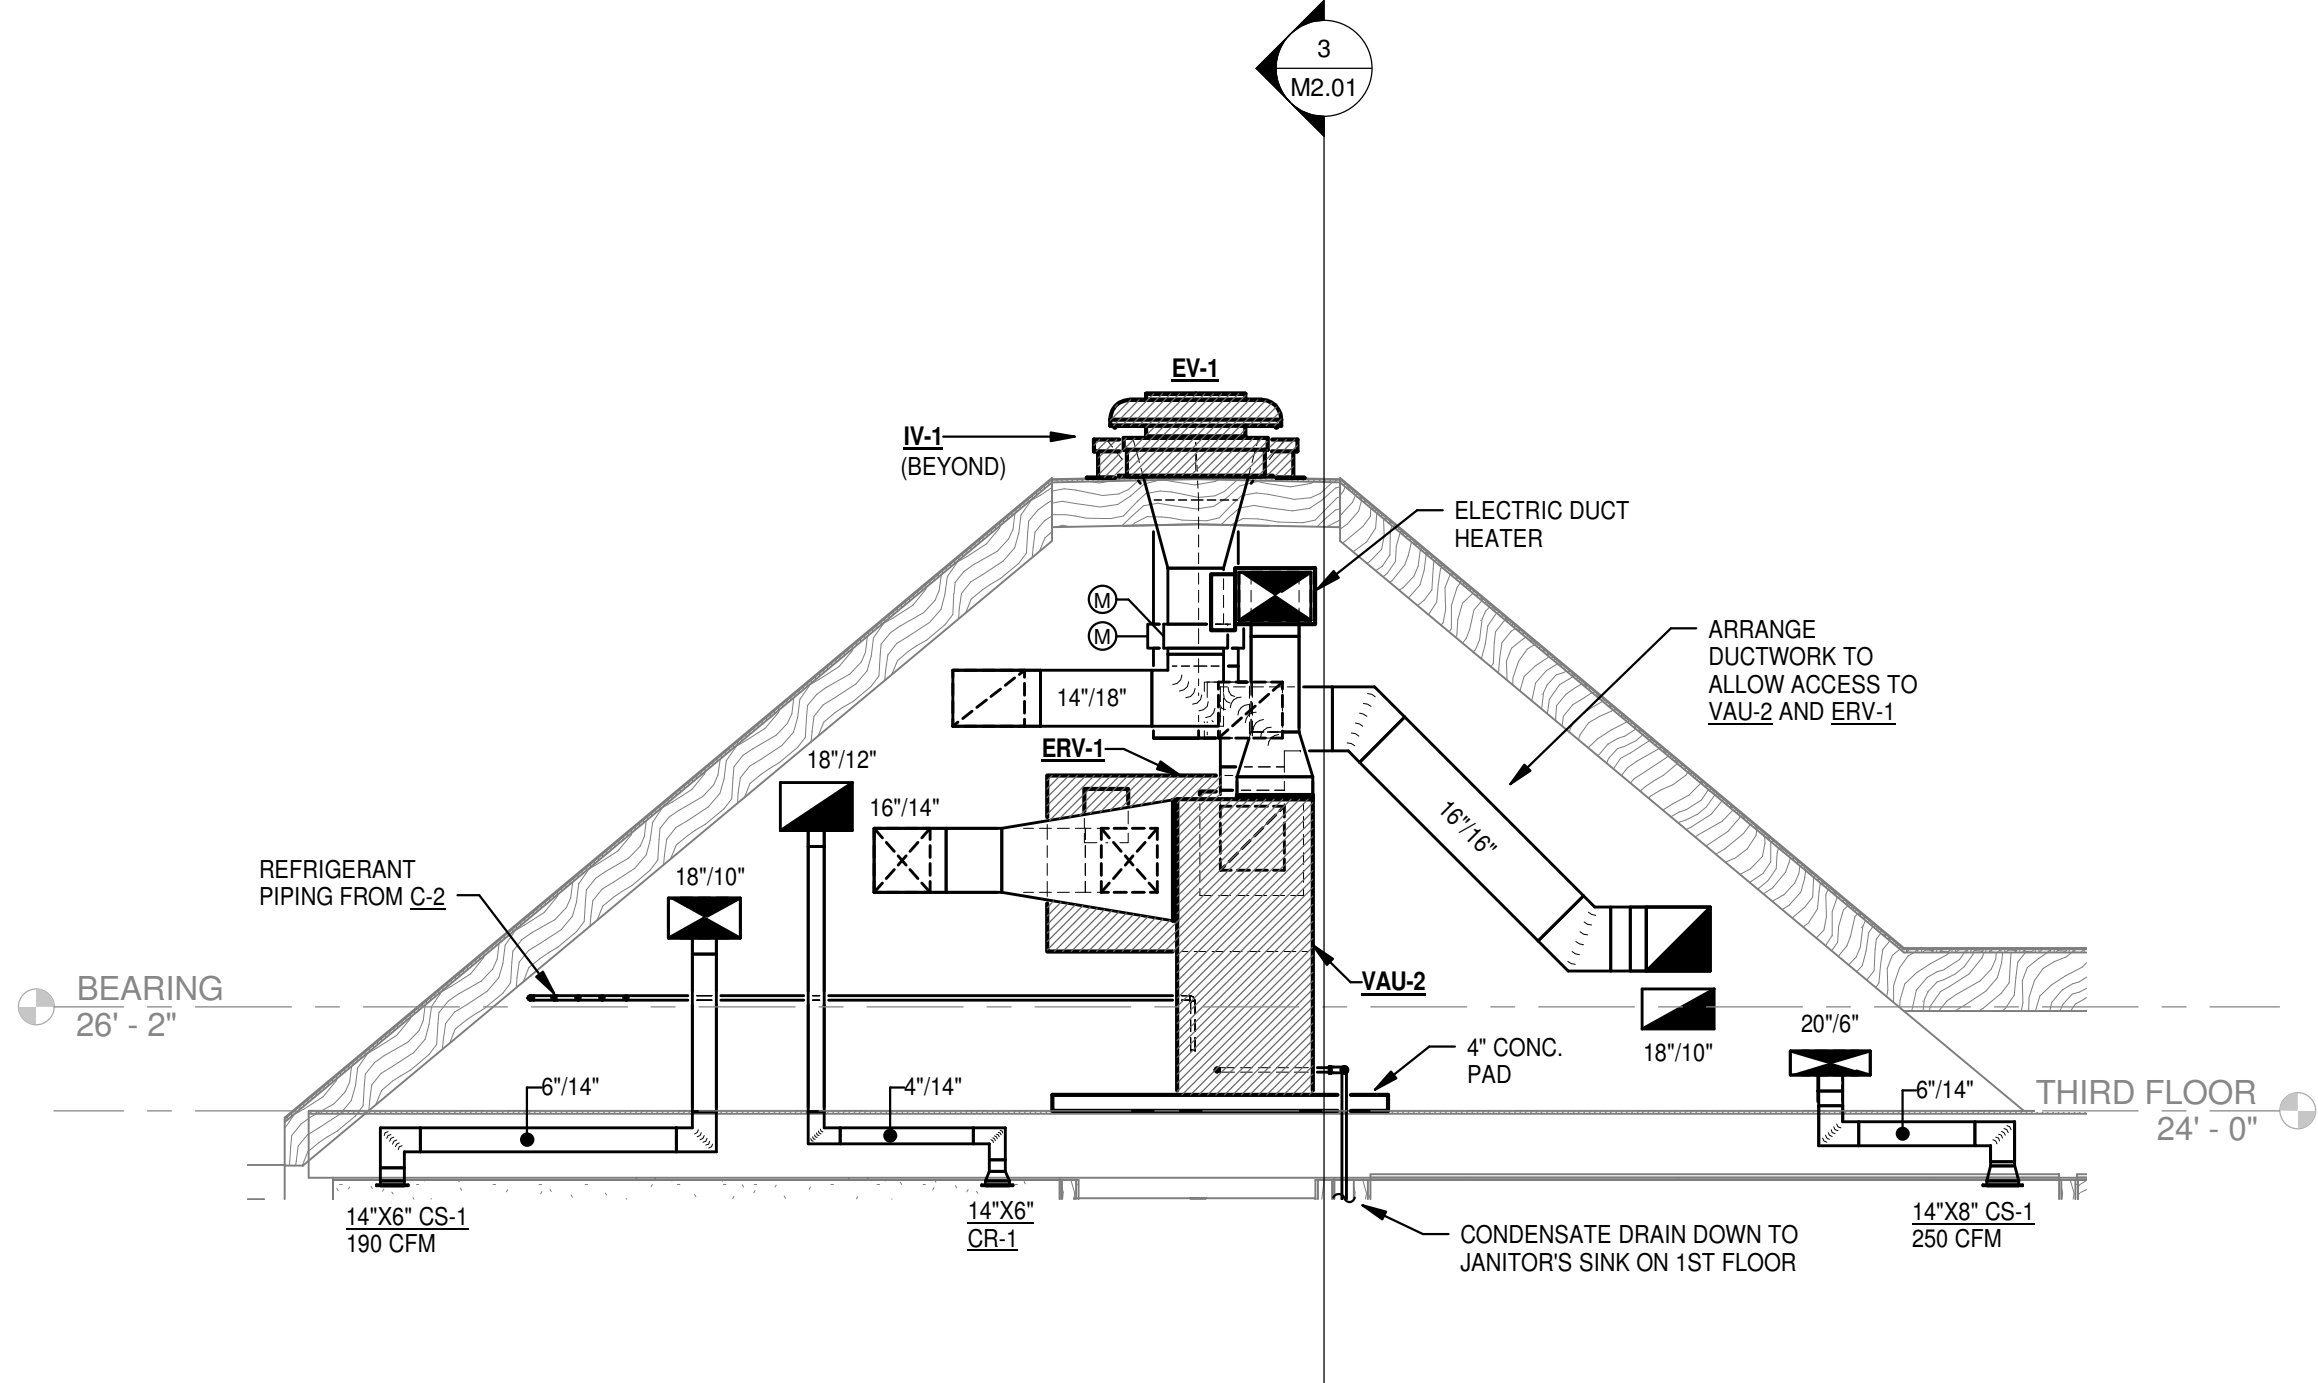 3
M2.01
EV-1
IV-1
(BEYOND)
ELECTRIC DUCT
HEATER
M
M
ARRANGE
DUCTWORK TO
ALLOW ACCESS TO
VAU-2 AND ERV-1
14"/18"
ERV-1
18"/12"
16"/14"
16"/16"
REFRIGERANT
PIPING FROM C-2
18"/10"
BEARING
26' - 2"
VAU-2
18"/10"
20"/6"
4" CONC.
PAD
6"/14"
4"/14"
6"/14"
THIRD FLOOR
24' - 0"
14"X6" CS-1
190 CFM
14"X6"
CR-1
CONDENSATE DRAIN DOWN TO
JANITOR'S SINK ON 1ST FLOOR
14"X8" CS-1
250 CFM